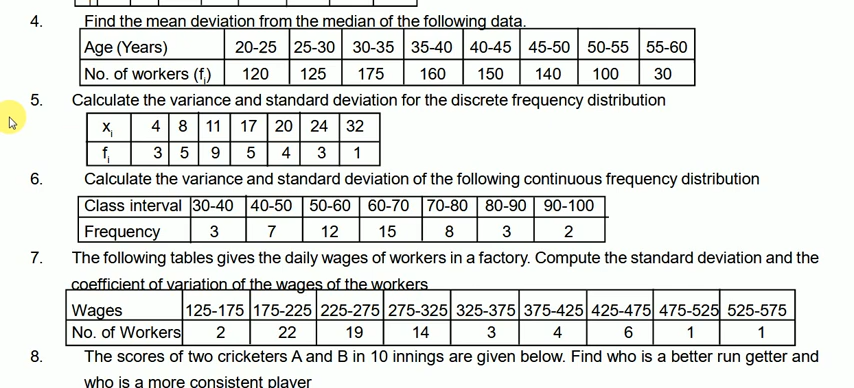 4. Find the mean deviation from the median of the following data.
Age (Years) 20-25 25-30 30-35 35-40 40-45 45-50 50-55 55-60
No. of workers (fi) 120 125 175 160 150 140 100 30
5. Calculate the variance and standard deviation for the discrete frequency distribution
xi 4 8 11 17 20 24 32
fi 3 5 9 5 4 3 1
6. Calculate the variance and standard deviation of the following continuous frequency distribution
Class interval 30-40 40-50 50-60 60-70 70-80 80-90 90-100
Frequency 3 7 12 15 8 3 2
7. The following tables gives the daily wages of workers in a factory. Compute the standard deviation and the
coefficient of variation of the wages of the workers
Wages 125-175 175-225 225-275 275-325 325-375 375-425 425-475 475-525 525-575
No. of Workers 2 22 19 14 3 4 6 1 1
8. The scores of two cricketers A and B in 10 innings are given below. Find who is a better run getter and
who is a more consistent player